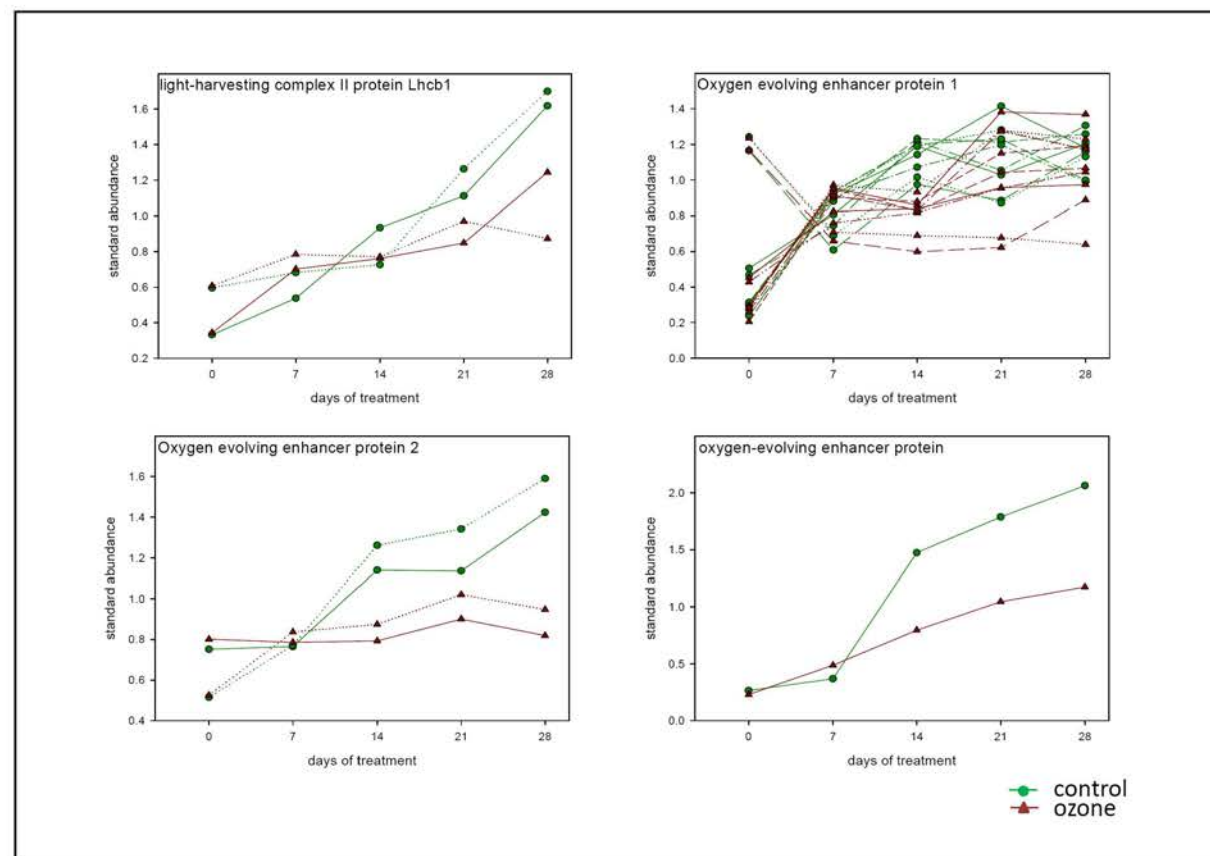 light-harvesting complex II protein Lhcb1
standard abundance
1.6
1.4
1.2
1.0
0.8
0.6
0.4
0.2
0 7 14 21 28
days of treatment
Oxygen evolving enhancer protein 1
standard abundance
1.4
1.2
1.0
0.8
0.6
0.4
0.2
0.0
0 7 14 21 28
days of treatment
Oxygen evolving enhancer protein 2
standard abundance
1.6
1.4
1.2
1.0
0.8
0.6
0.4
0 7 14 21 28
days of treatment
oxygen-evolving enhancer protein
standard abundance
2.0
1.5
1.0
0.5
0.0
0 7 14 21 28
days of treatment
control
ozone